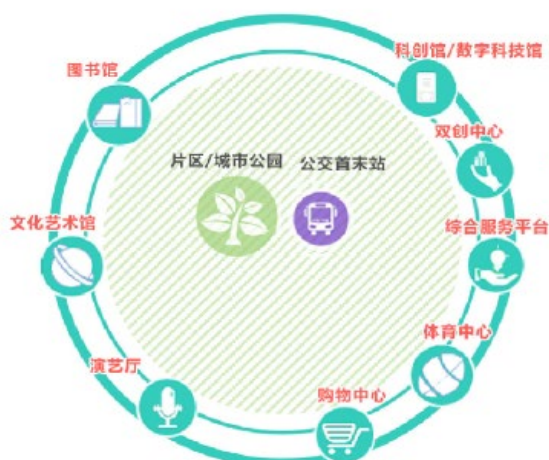 科创馆/数字科技馆
图书馆
双创中心
片区/城市公园
公交首末站
文化艺术馆
综合服务平台
体育中心
演艺厅
购物中心